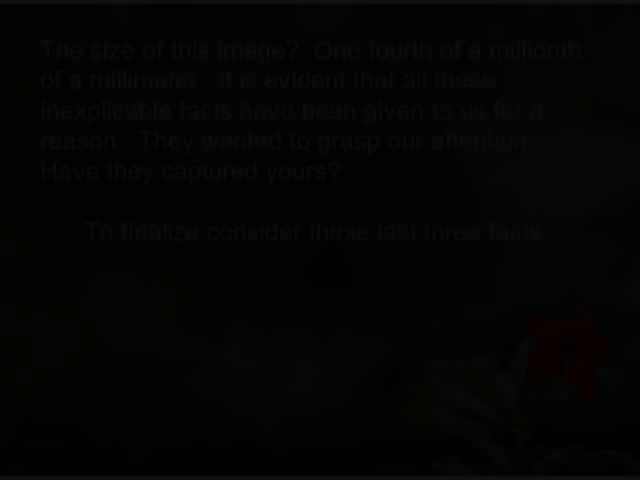 The size of this image? One fourth of a millionth
of a millimeter. It is evident that all these
inexplicable facts have been given to us for a
reason. They wanted to grasp our attention.
Have they captured yours?
To finalize consider these last three facts